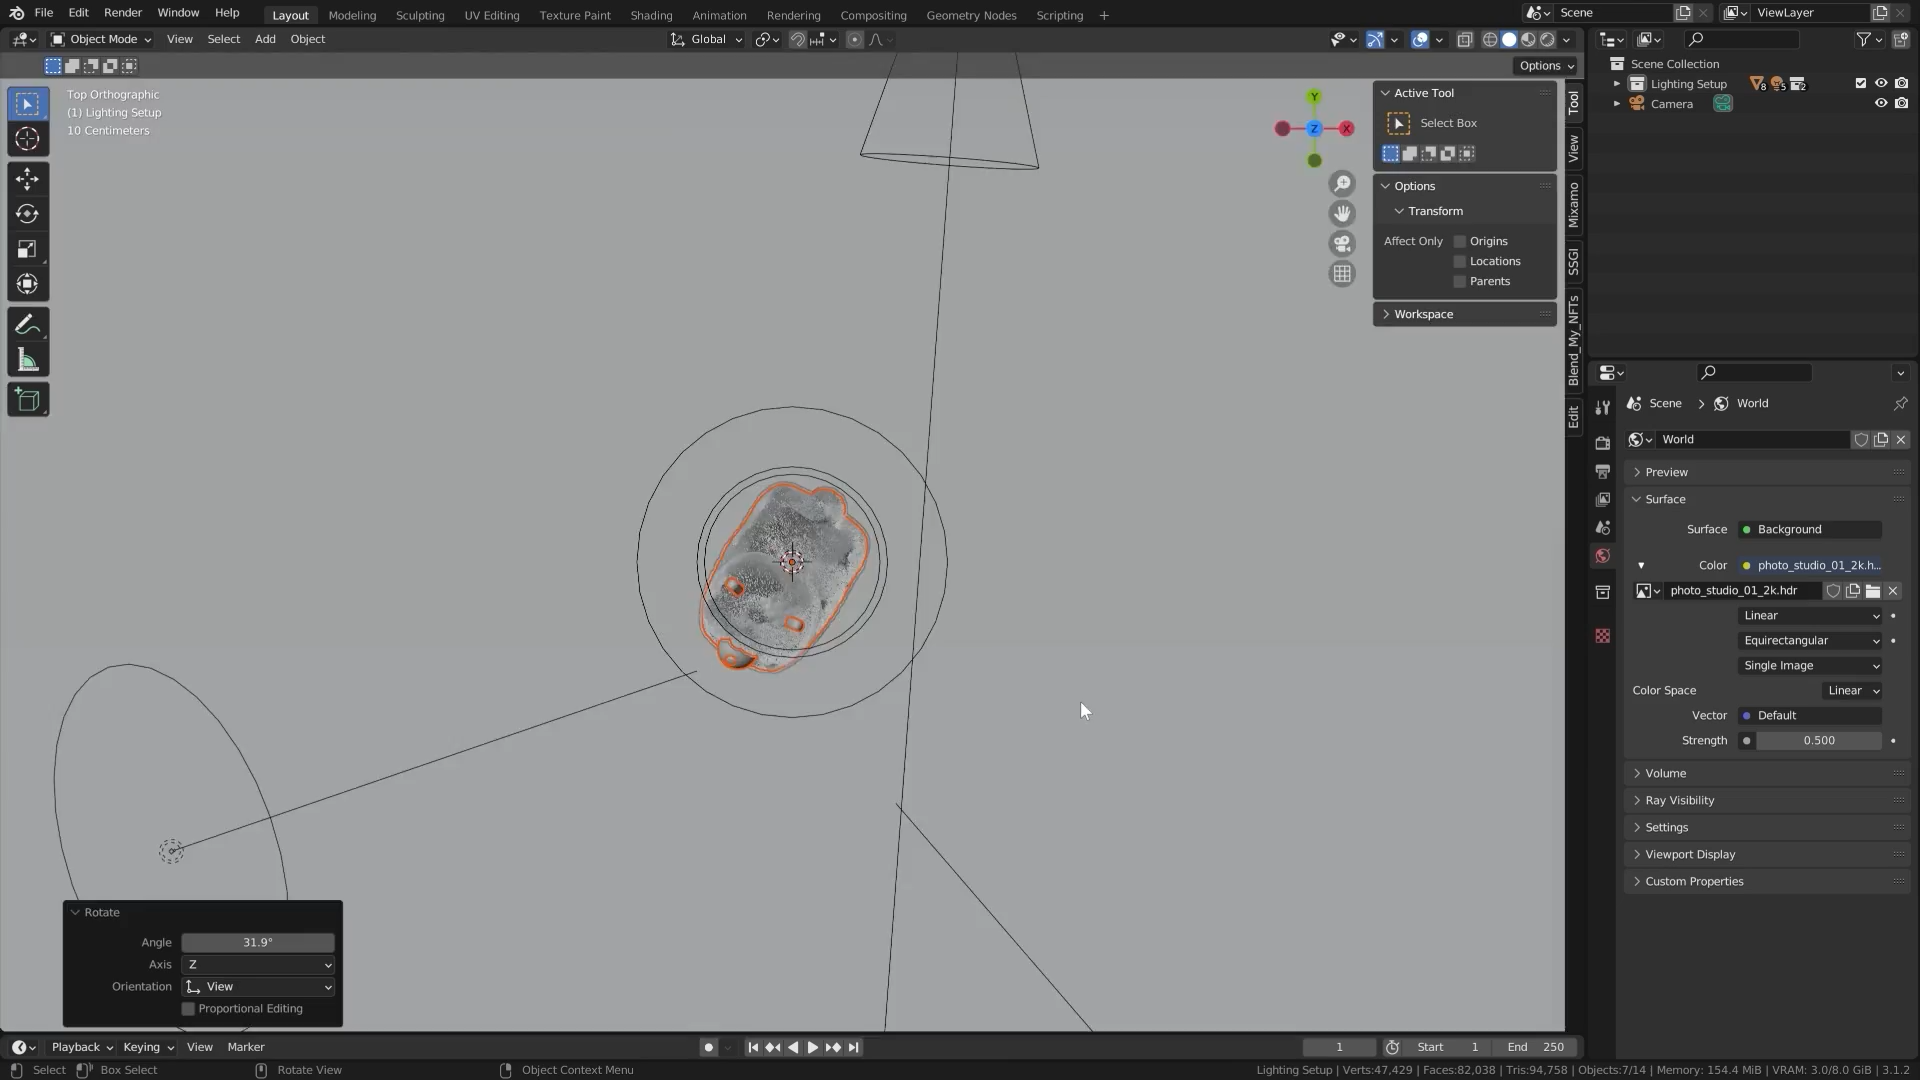 File Edit Render Window Help Layout Modeling Sculpting UV Editing Texture Paint Shading Animation Rendering Compositing Geometry Nodes Scripting + Scene ViewLayer
Object Mode View Select Add Object Global
Options
Top Orthographic
(1) Lighting Setup
10 Centimeters
Y
Z
X
Active Tool
Select Box
Options
Transform
Affect Only Origins
Locations
Parents
Workspace
Tool
View
Mixamo
SSGI
Blend_My_NFTs
Edit
Scene Collection
Lighting Setup 8 5 2
Camera
Scene > World
World
Preview
Surface
Surface Background
Color photo_studio_01_2k.h...
photo_studio_01_2k.hdr
Linear
Equirectangular
Single Image
Color Space Linear
Vector Default
Strength 0.500
Volume
Ray Visibility
Settings
Viewport Display
Custom Properties
Rotate
Angle 31.9°
Axis Z
Orientation View
Proportional Editing
Playback Keying View Marker 1 Start 1 End 250
Select Box Select Rotate View Object Context Menu Lighting Setup | Verts:47,429 | Faces:82,038 | Tris:94,758 | Objects:7/14 | Memory: 154.4 MiB | VRAM: 3.0/8.0 GiB | 3.1.2